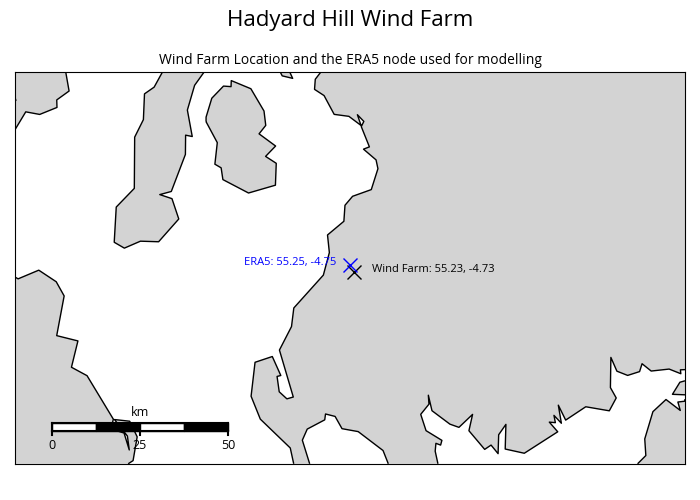 Hadyard Hill Wind Farm
Wind Farm Location and the ERA5 node used for modelling
ERA5: 55.25, -4.75
Wind Farm: 55.23, -4.73
km
0 25 50